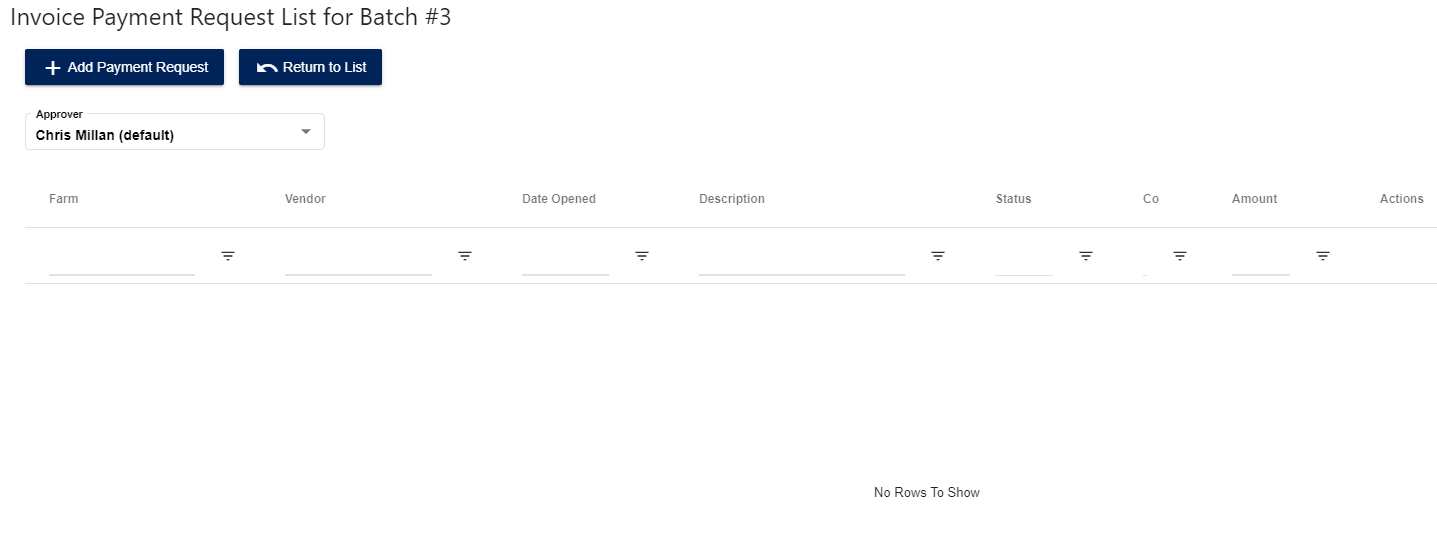 Invoice Payment Request List for Batch #3
Add Payment Request Return to List
Approver
Chris Millan (default)
Farm Vendor Date Opened Description Status Co Amount Actions
No Rows To Show